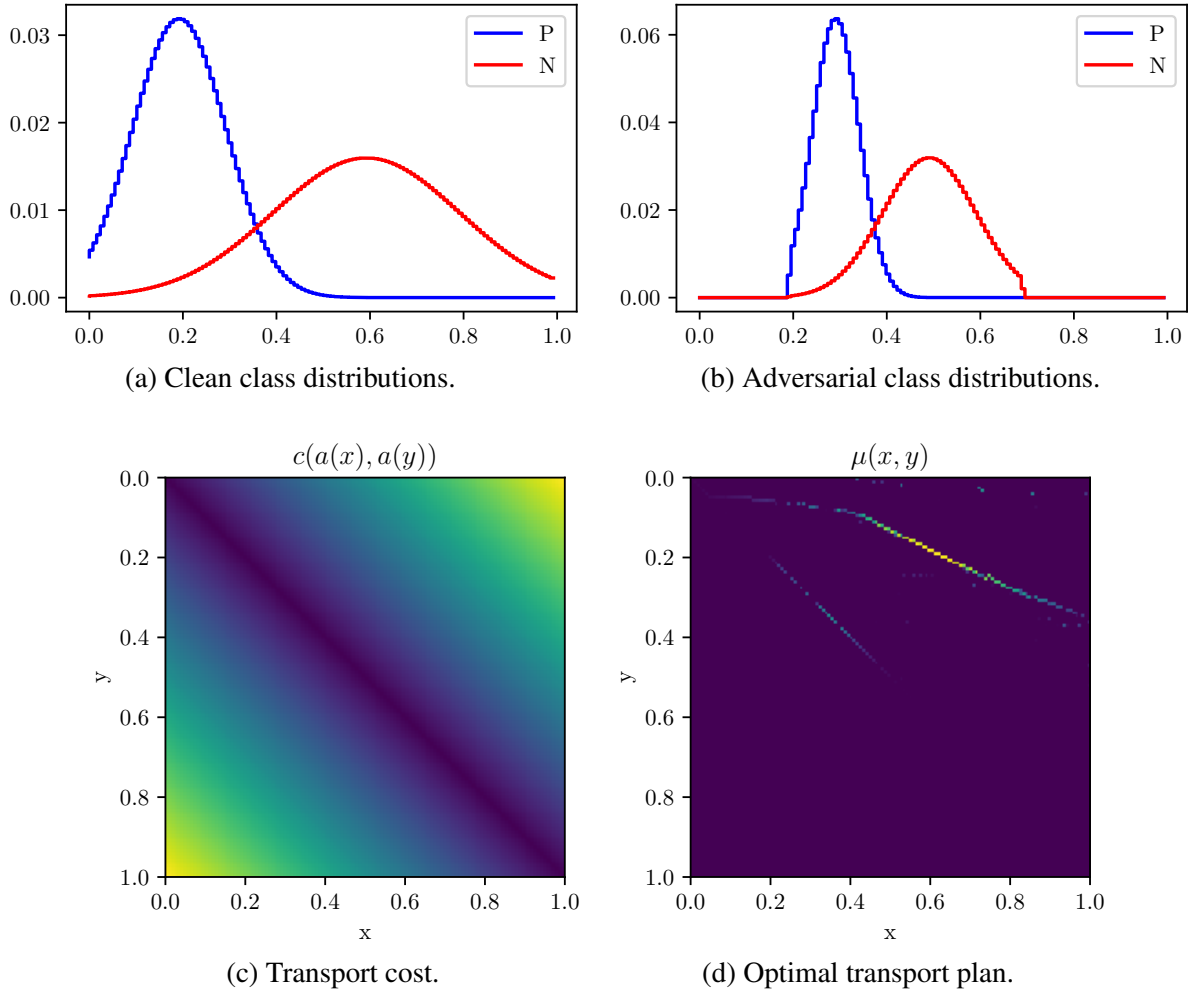 0.03
0.02
0.01
0.00
0.0 0.2 0.4 0.6 0.8 1.0
P
N
(a) Clean class distributions.
0.06
0.04
0.02
0.00
0.0 0.2 0.4 0.6 0.8 1.0
P
N
(b) Adversarial class distributions.
c(a(x), a(y))
0.0
0.2
0.4
0.6
0.8
1.0
y
0.0 0.2 0.4 0.6 0.8 1.0
x
(c) Transport cost.
μ(x, y)
0.0
0.2
0.4
0.6
0.8
1.0
y
0.0 0.2 0.4 0.6 0.8 1.0
x
(d) Optimal transport plan.